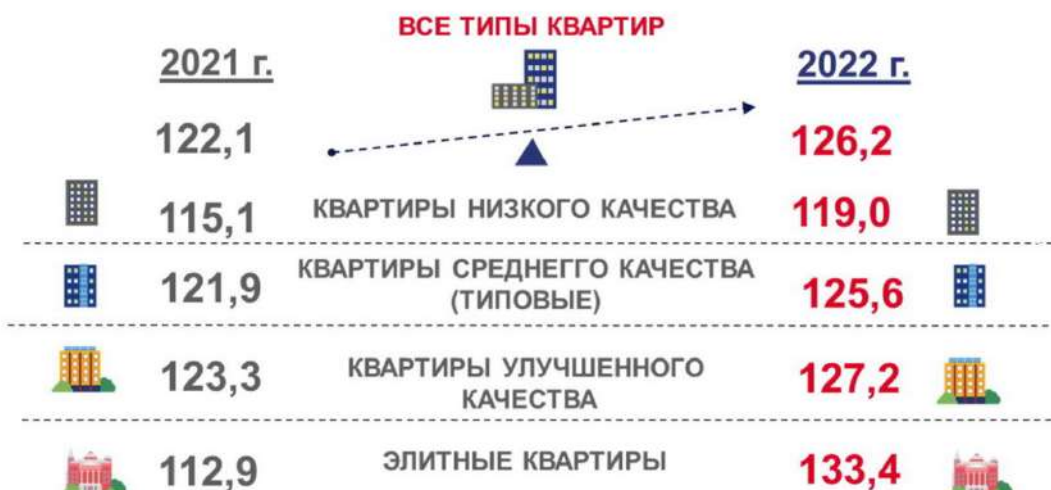 ВСЕ ТИПЫ КВАРТИР
2021 г.
2022 г.
122,1
126,2
115,1
КВАРТИРЫ НИЗКОГО КАЧЕСТВА
119,0
121,9
КВАРТИРЫ СРЕДНЕГГО КАЧЕСТВА
(ТИПОВЫЕ)
125,6
123,3
КВАРТИРЫ УЛУЧШЕННОГО
КАЧЕСТВА
127,2
112,9
ЭЛИТНЫЕ КВАРТИРЫ
133,4